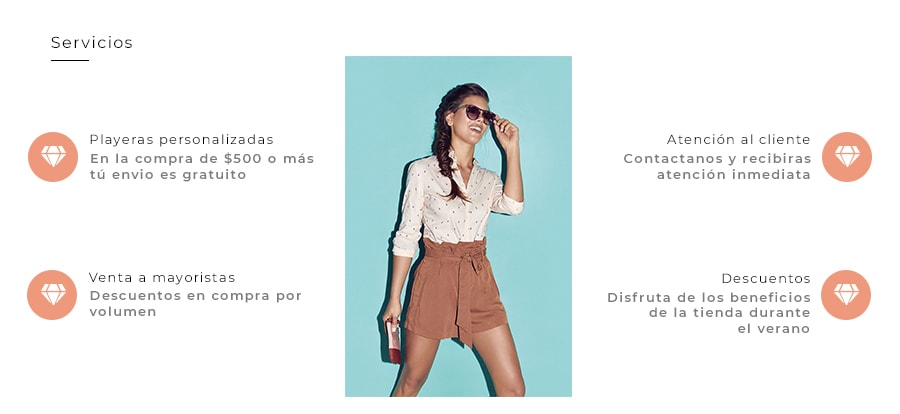 Servicios
Playeras personalizadas
En la compra de $500 o más
tú envio es gratuito
Venta a mayoristas
Descuentos en compra por
volumen
Atención al cliente
Contactanos y recibiras
atención inmediata
Descuentos
Disfruta de los beneficios
de la tienda durante
el verano